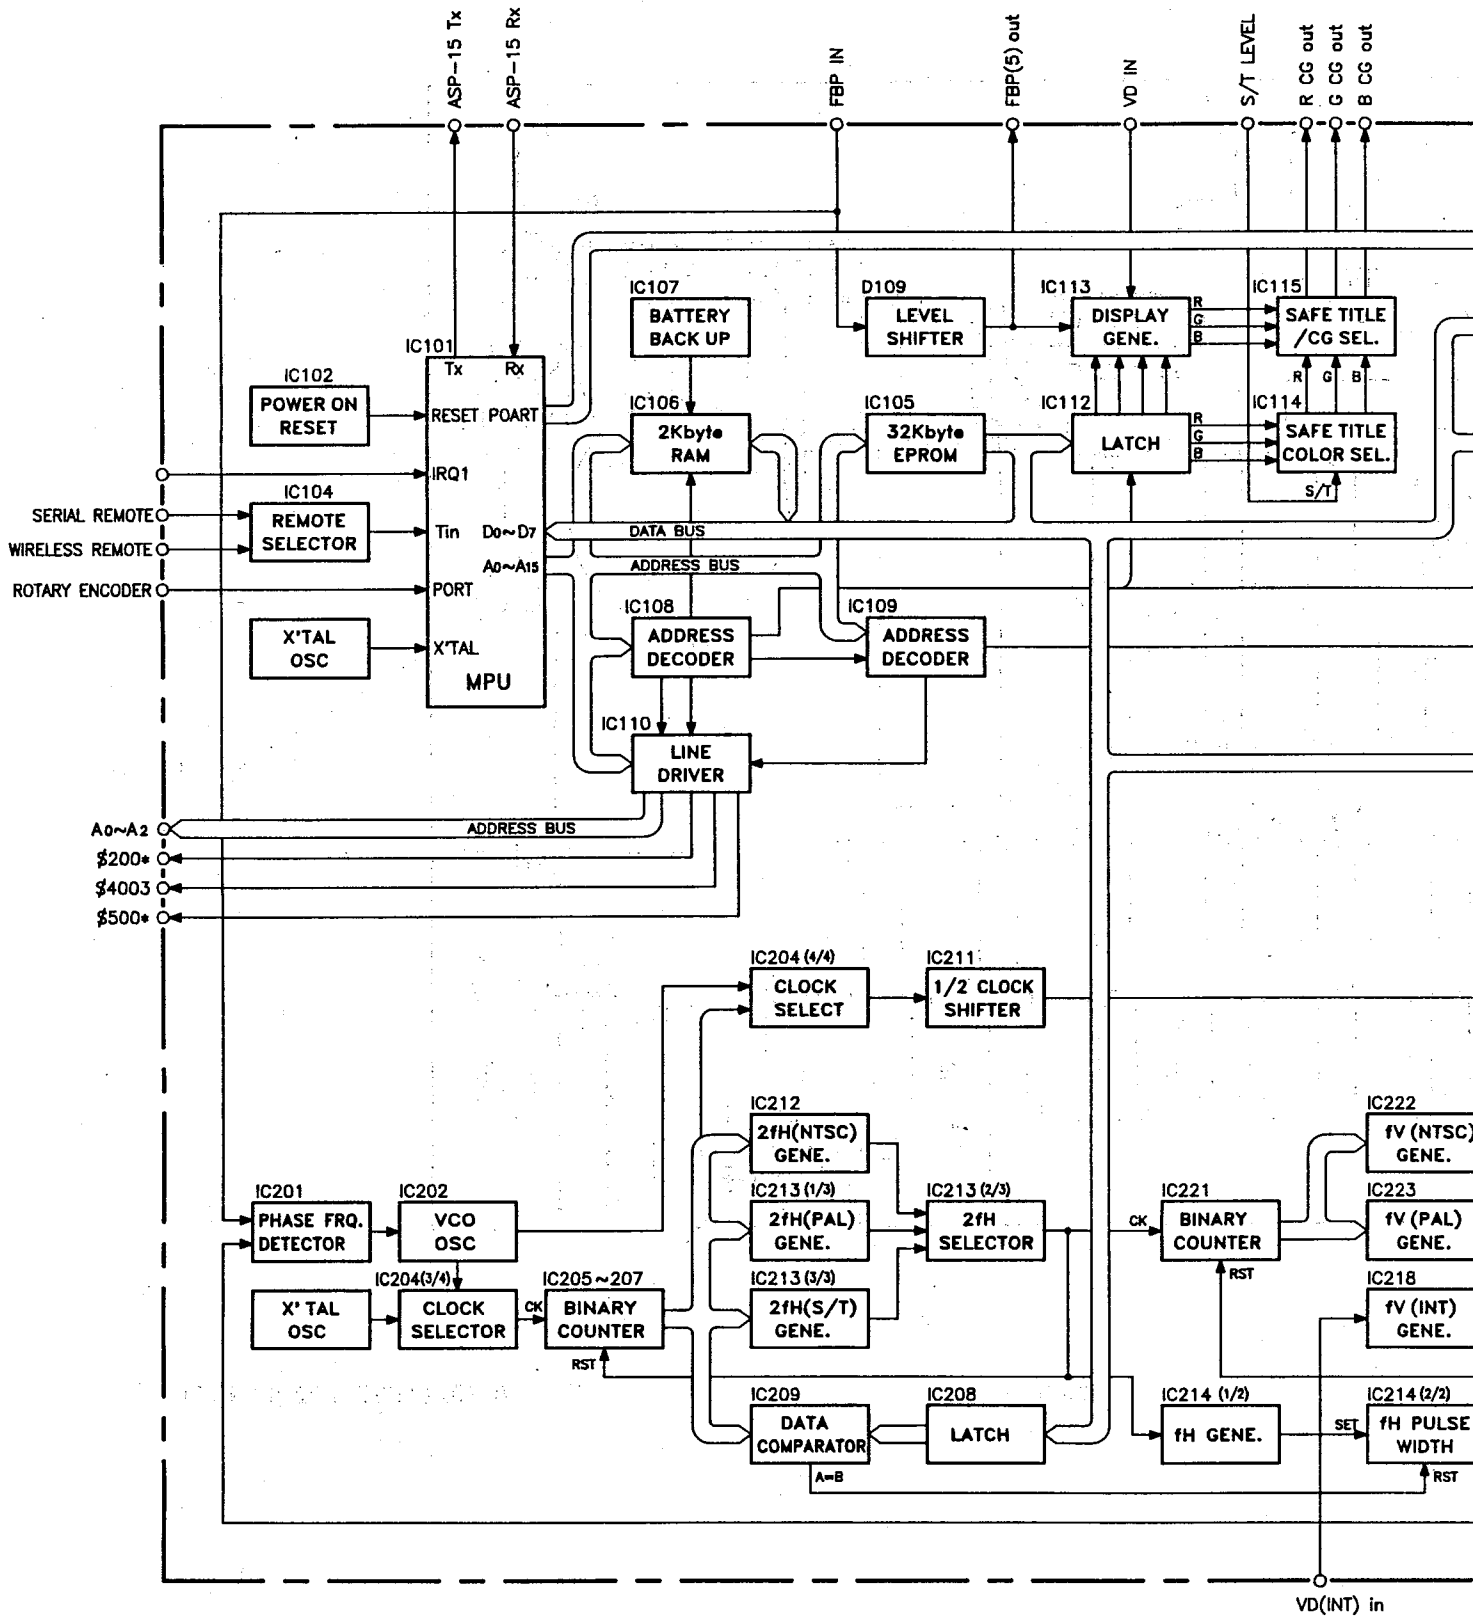 ASP-15 Tx
ASP-15 Rx
FBP IN
FBP(5) out
VD IN
S/T LEVEL
R CG out
G CG out
B CG out
IC107
BATTERY
BACK UP
D109
LEVEL
SHIFTER
IC113
DISPLAY
GENE.
R
G
B
IC115
SAFE TITLE
/CG SEL.
R
G
B
IC101
Tx
Rx
RESET
POART
IRQ1
Tin
D0~D7
A0~A15
PORT
X'TAL
MPU
IC102
POWER ON
RESET
IC106
2Kbyte
RAM
IC105
32Kbyte
EPROM
IC112
LATCH
R
G
B
IC114
SAFE TITLE
COLOR SEL.
S/T
SERIAL REMOTE
WIRELESS REMOTE
ROTARY ENCODER
IC104
REMOTE
SELECTOR
DATA BUS
ADDRESS BUS
X'TAL
OSC
IC108
ADDRESS
DECODER
IC109
ADDRESS
DECODER
IC110
LINE
DRIVER
A0~A2
ADDRESS BUS
$200*
$4003
$500*
IC204 (4/4)
CLOCK
SELECT
IC211
1/2 CLOCK
SHIFTER
IC212
2fH(NTSC)
GENE.
IC222
fV (NTSC)
GENE.
IC201
PHASE FRQ.
DETECTOR
IC202
VCO
OSC
IC213 (1/3)
2fH(PAL)
GENE.
IC213 (2/3)
2fH
SELECTOR
CK
IC221
BINARY
COUNTER
RST
IC223
fV (PAL)
GENE.
X' TAL
OSC
IC204(3/4)
CLOCK
SELECTOR
CK
IC205~207
BINARY
COUNTER
RST
IC213 (3/3)
2fH(S/T)
GENE.
IC218
fV (INT)
GENE.
IC209
DATA
COMPARATOR
A=B
IC208
LATCH
IC214 (1/2)
fH GENE.
SET
IC214 (2/2)
fH PULSE
WIDTH
RST
VD(INT) in